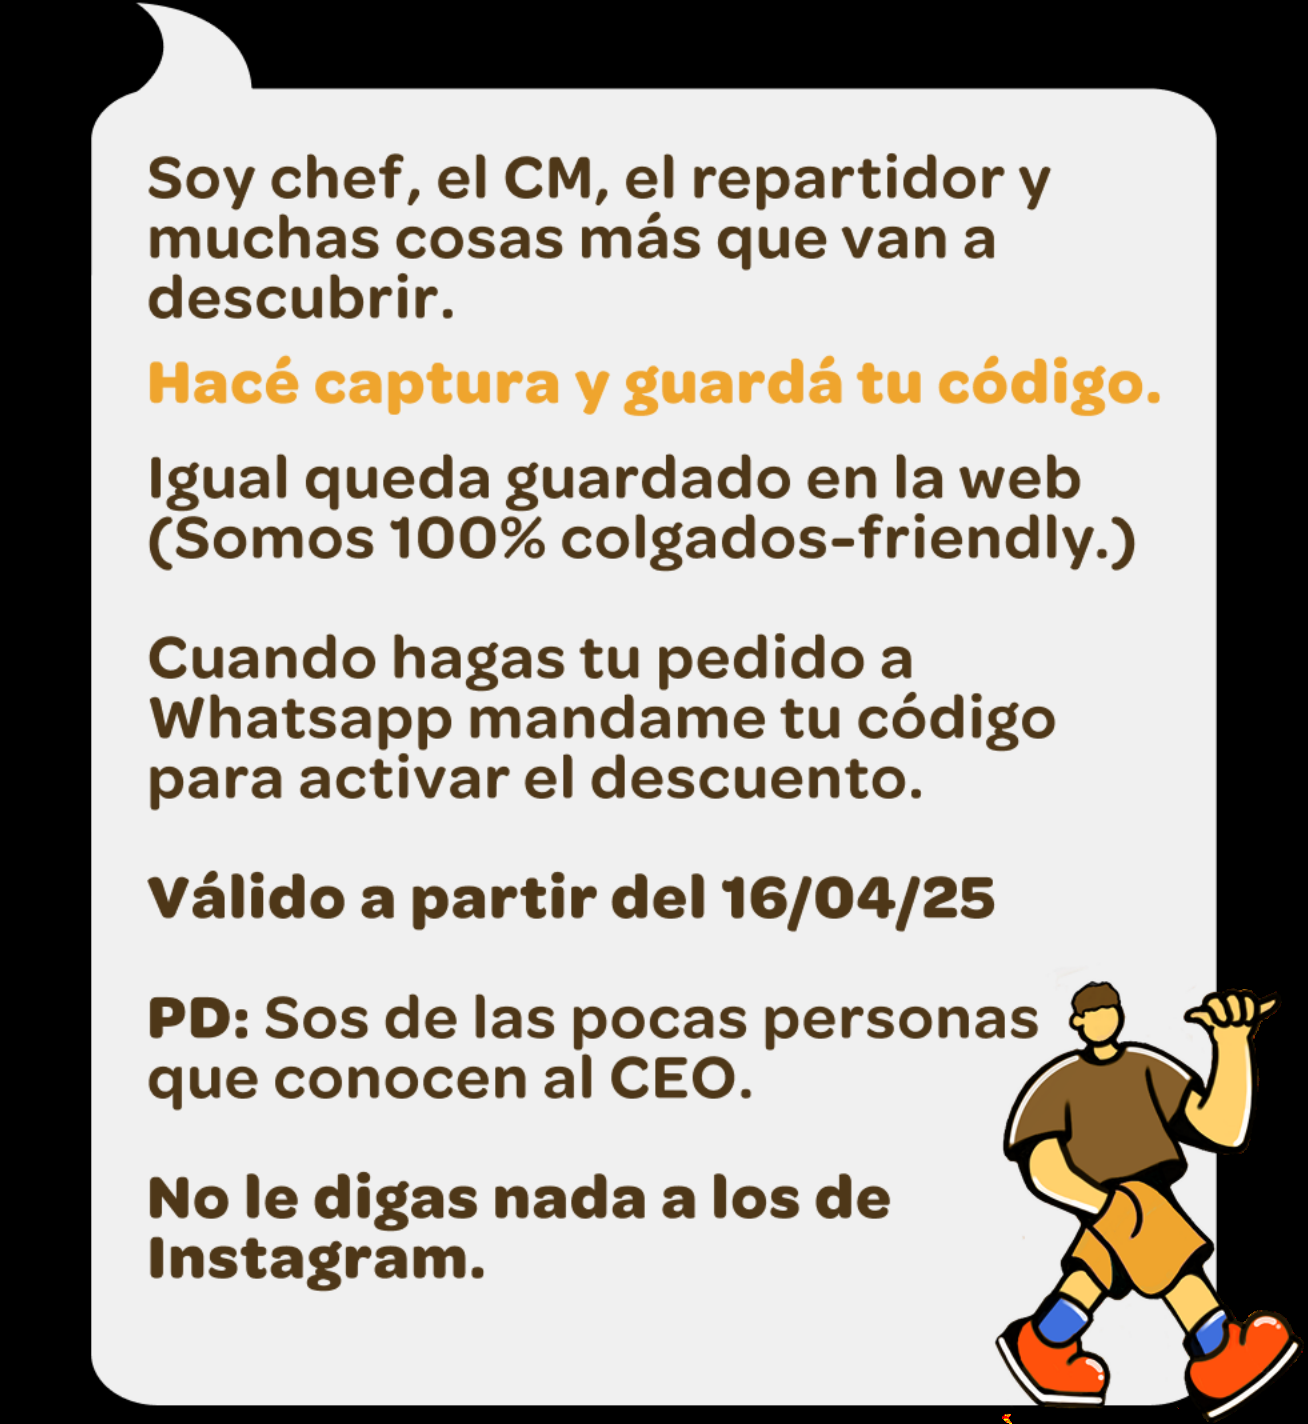 Soy chef, el CM, el repartidor y
muchas cosas más que van a
descubrir.
Hacé captura y guardá tu código.
Igual queda guardado en la web
(Somos 100% colgados-friendly.)
Cuando hagas tu pedido a
Whatsapp mandame tu código
para activar el descuento.
Válido a partir del 16/04/25
PD: Sos de las pocas personas
que conocen al CEO.
No le digas nada a los de
Instagram.